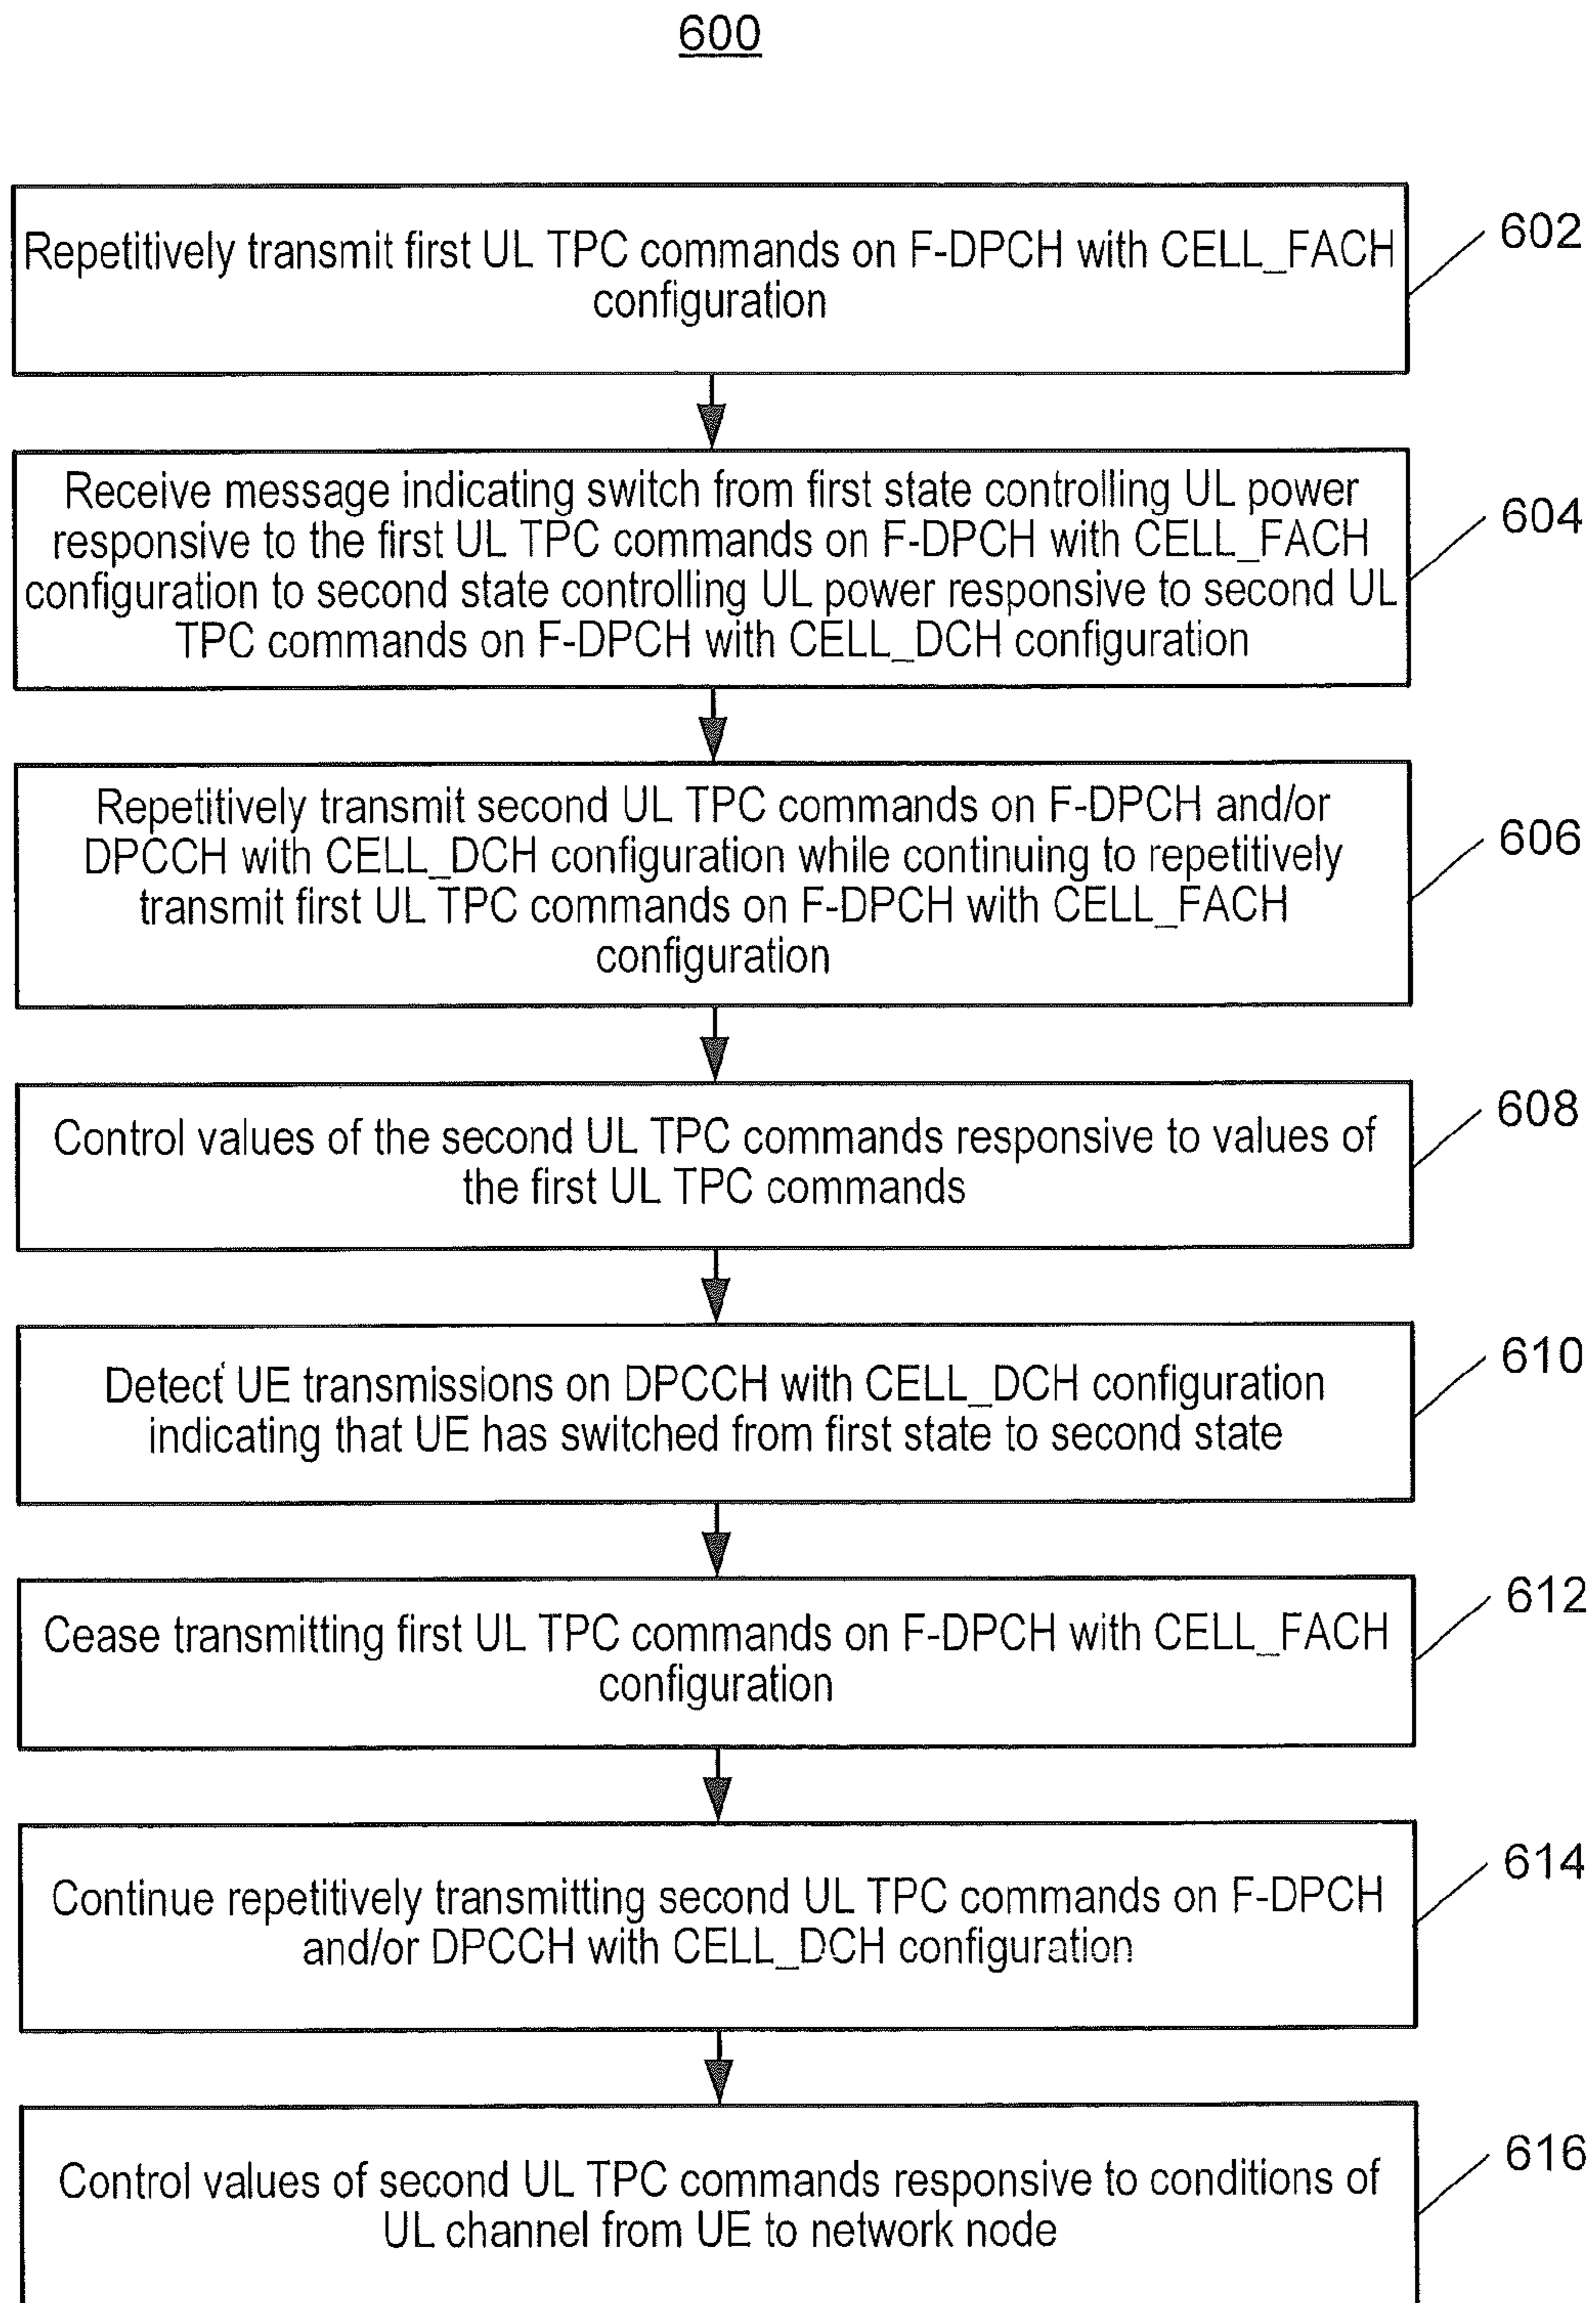 600
Repetitively transmit first UL TPC commands on F-DPCH with CELL_FACH
configuration
602
Receive message indicating switch from first state controlling UL power
responsive to the first UL TPC commands on F-DPCH with CELL_FACH
configuration to second state controlling UL power responsive to second UL
TPC commands on F-DPCH with CELL_DCH configuration
604
Repetitively transmit second UL TPC commands on F-DPCH and/or
DPCCH with CELL_DCH configuration while continuing to repetitively
transmit first UL TPC commands on F-DPCH with CELL_FACH
configuration
606
Control values of the second UL TPC commands responsive to values of
the first UL TPC commands
608
Detect UE transmissions on DPCCH with CELL_DCH configuration
indicating that UE has switched from first state to second state
610
Cease transmitting first UL TPC commands on F-DPCH with CELL_FACH
configuration
612
Continue repetitively transmitting second UL TPC commands on F-DPCH
and/or DPCCH with CELL_DCH configuration
614
Control values of second UL TPC commands responsive to conditions of
UL channel from UE to network node
616